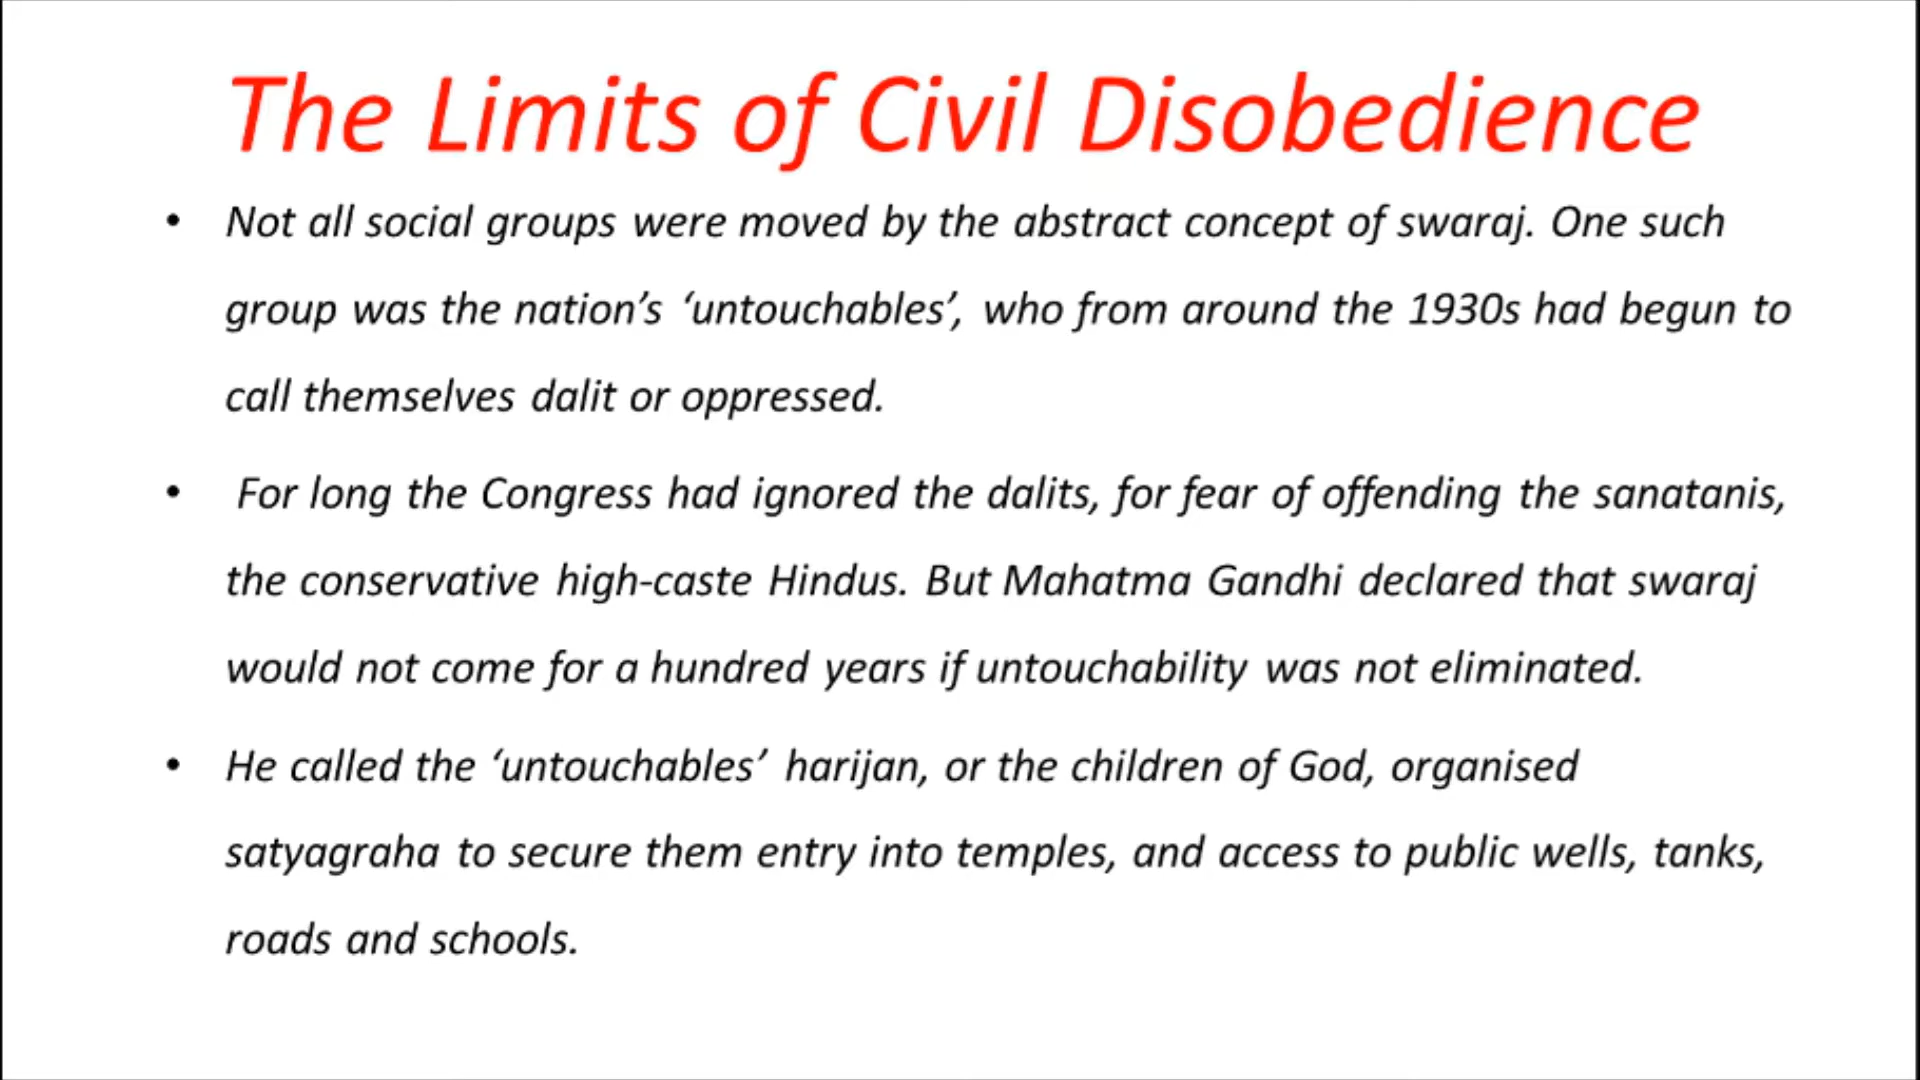 The Limits of Civil Disobedience
• Not all social groups were moved by the abstract concept of swaraj. One such
group was the nation’s ‘untouchables’, who from around the 1930s had begun to
call themselves dalit or oppressed.
• For long the Congress had ignored the dalits, for fear of offending the sanatanis,
the conservative high-caste Hindus. But Mahatma Gandhi declared that swaraj
would not come for a hundred years if untouchability was not eliminated.
• He called the ‘untouchables’ harijan, or the children of God, organised
satyagraha to secure them entry into temples, and access to public wells, tanks,
roads and schools.